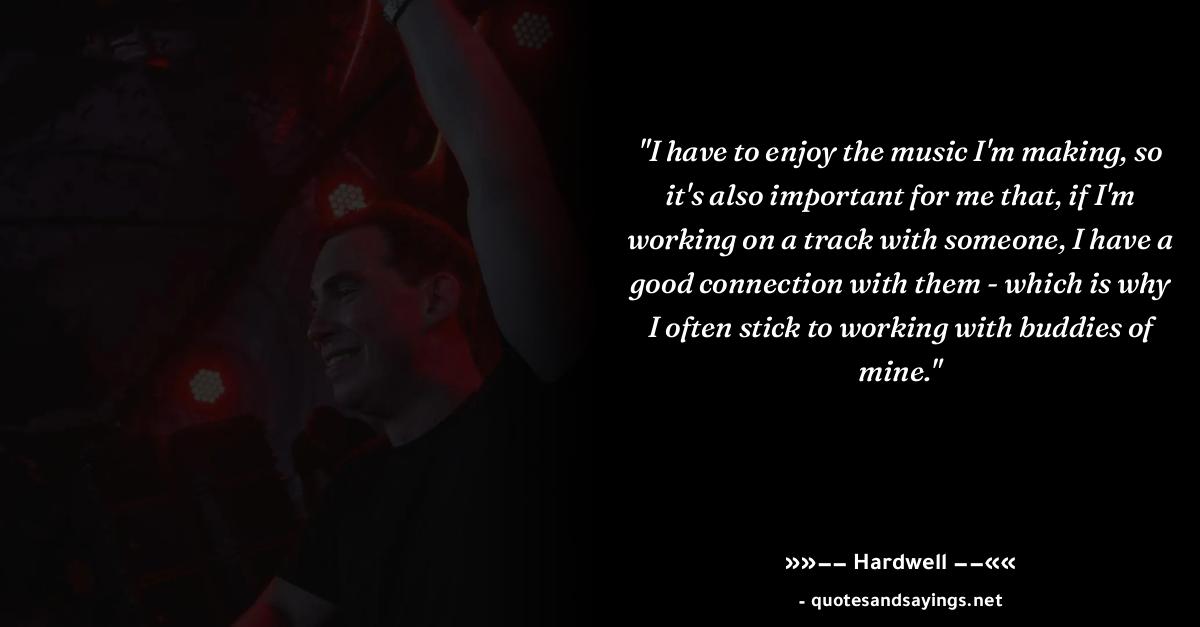 "I have to enjoy the music I'm making, so
it's also important for me that, if I'm
working on a track with someone, I have a
good connection with them - which is why
I often stick to working with buddies of
mine."
»»−− Hardwell −−««
- quotesandsayings.net